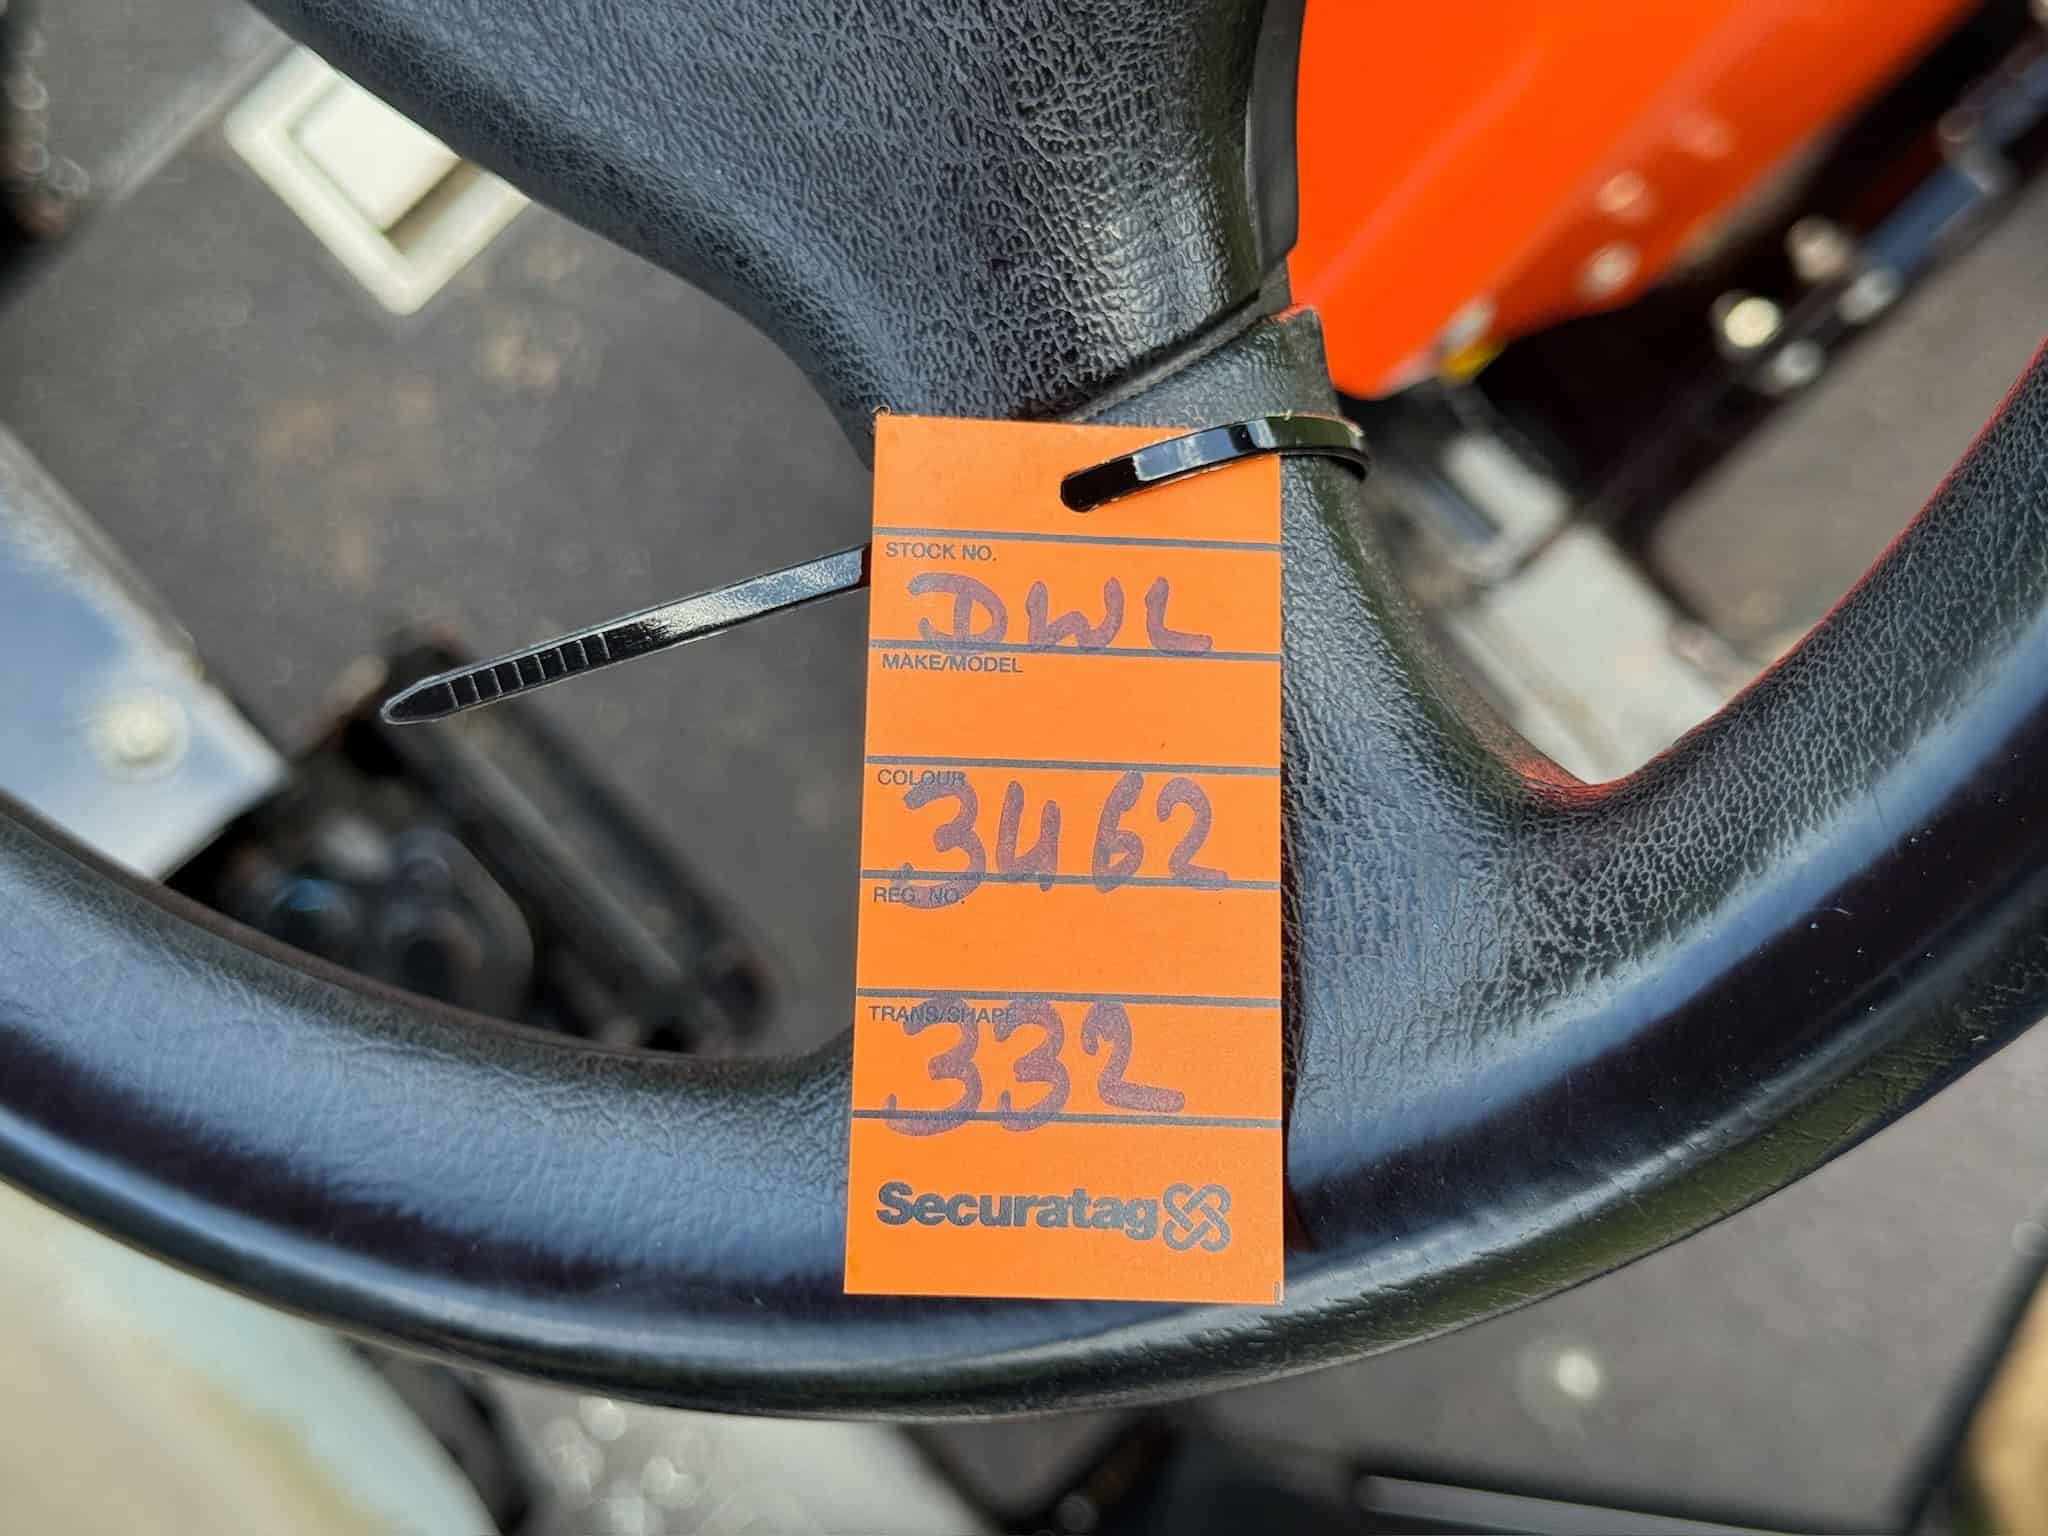 STOCK NO.
DWL
MAKE/MODEL
COLOUR
3462
REG. NO.
TRANS/SHAPE
332
Securatag